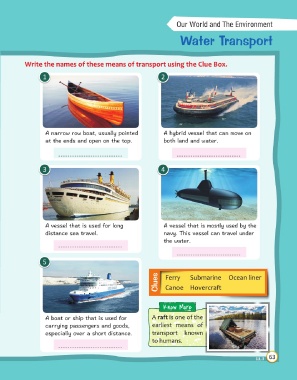 Our World and The Environment
Water Transport
Write the names of these means of transport using the Clue Box.
1
2
A narrow row boat, usually pointed
at the ends and open on the top.
A hybrid vessel that can move on
both land and water.
3
4
A vessel that is used for long
distance sea travel.
A vessel that is mostly used by the
navy. This vessel can travel under
the water.
5
A boat or ship that is used for
carrying passengers and goods,
especially over a short distance.
Clues
Ferry Submarine Ocean liner
Canoe Hovercraft
Know More
A raft is one of the
earliest means of
transport known
to humans.
63